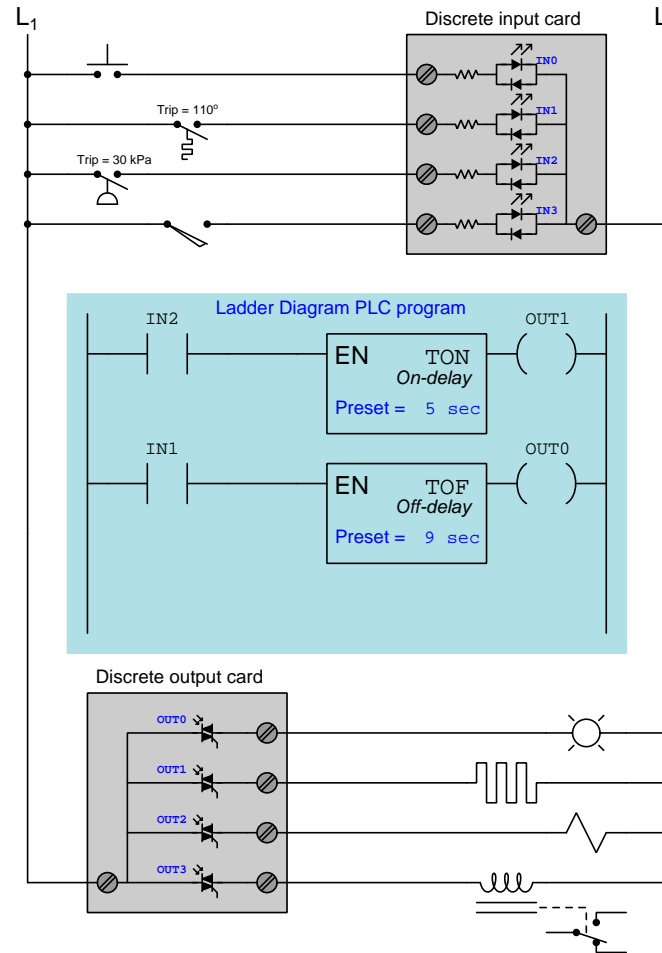 L1
Discrete input card
L
IN0
Trip = 110°
IN1
Trip = 30 kPa
IN2
IN3
Ladder Diagram PLC program
IN2
OUT1
EN TON
On-delay
Preset = 5 sec
IN1
OUT0
EN TOF
Off-delay
Preset = 9 sec
Discrete output card
OUT0
OUT1
OUT2
OUT3